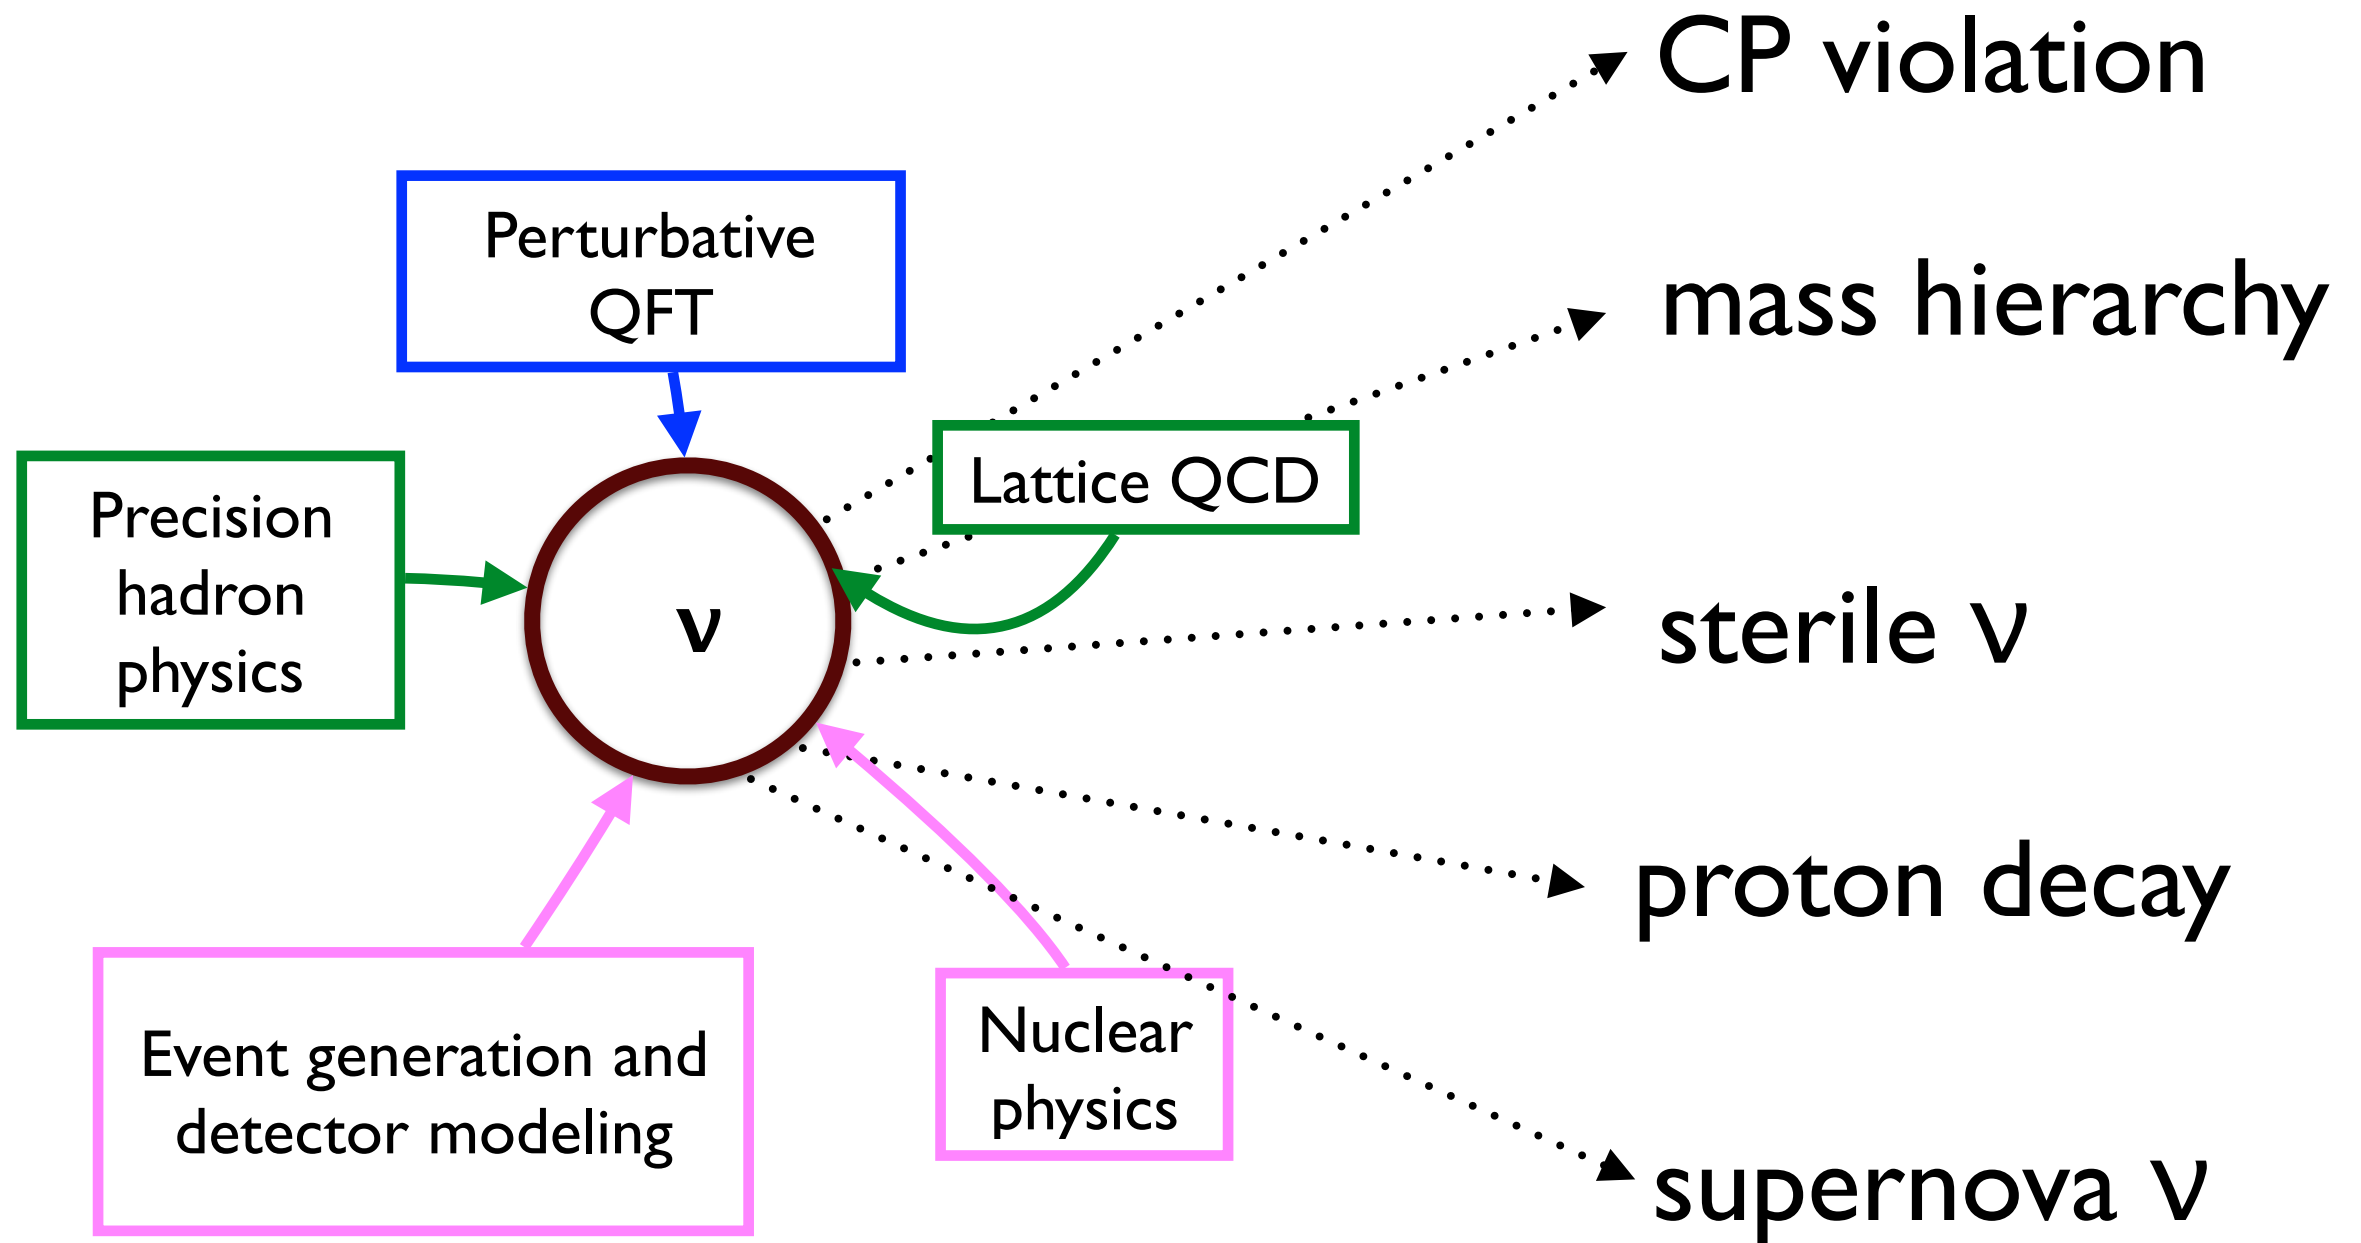 CP violation
Perturbative
QFT
mass hierarchy
Lattice QCD
Precision
hadron
physics
ν
sterile ν
proton decay
Event generation and
detector modeling
Nuclear
physics
supernova ν